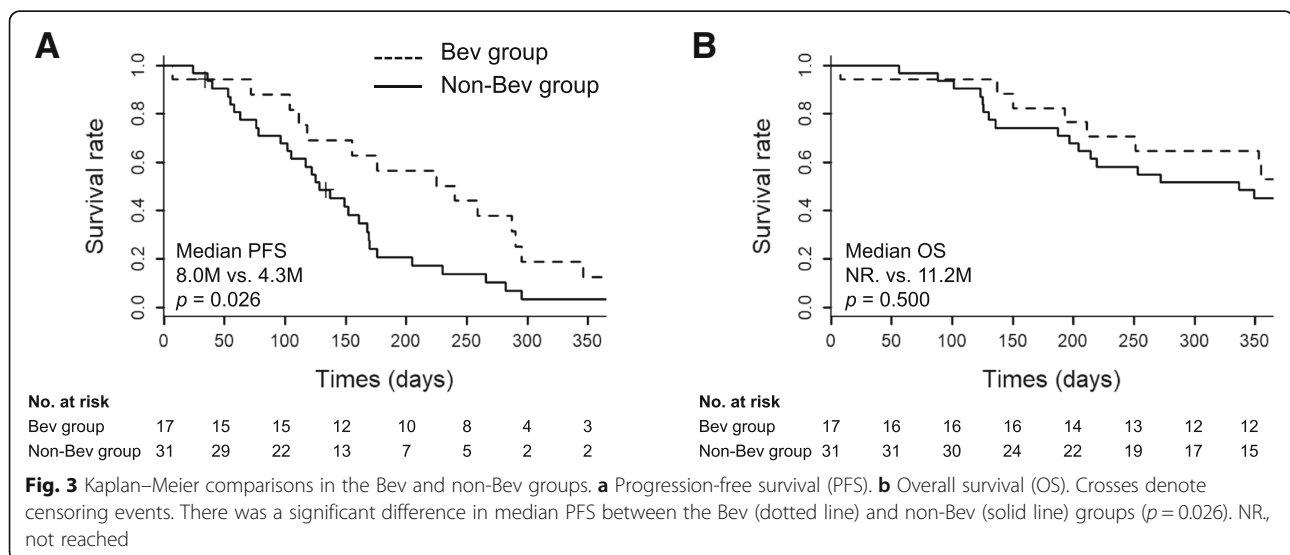 A
Bev group
Non-Bev group
Survival rate
1.0
0.8
0.6
0.4
0.2
0.0
Median PFS
8.0M vs. 4.3M
p = 0.026
0 50 100 150 200 250 300 350
Times (days)
No. at risk
Bev group 17 15 15 12 10 8 4 3
Non-Bev group 31 29 22 13 7 5 2 2
B
Survival rate
1.0
0.8
0.6
0.4
0.2
0.0
Median OS
NR. vs. 11.2M
p = 0.500
0 50 100 150 200 250 300 350
Times (days)
No. at risk
Bev group 17 16 16 16 14 13 12 12
Non-Bev group 31 31 30 24 22 19 17 15
Fig. 3 Kaplan–Meier comparisons in the Bev and non-Bev groups. a Progression-free survival (PFS). b Overall survival (OS). Crosses denote
censoring events. There was a significant difference in median PFS between the Bev (dotted line) and non-Bev (solid line) groups (p = 0.026). NR.,
not reached